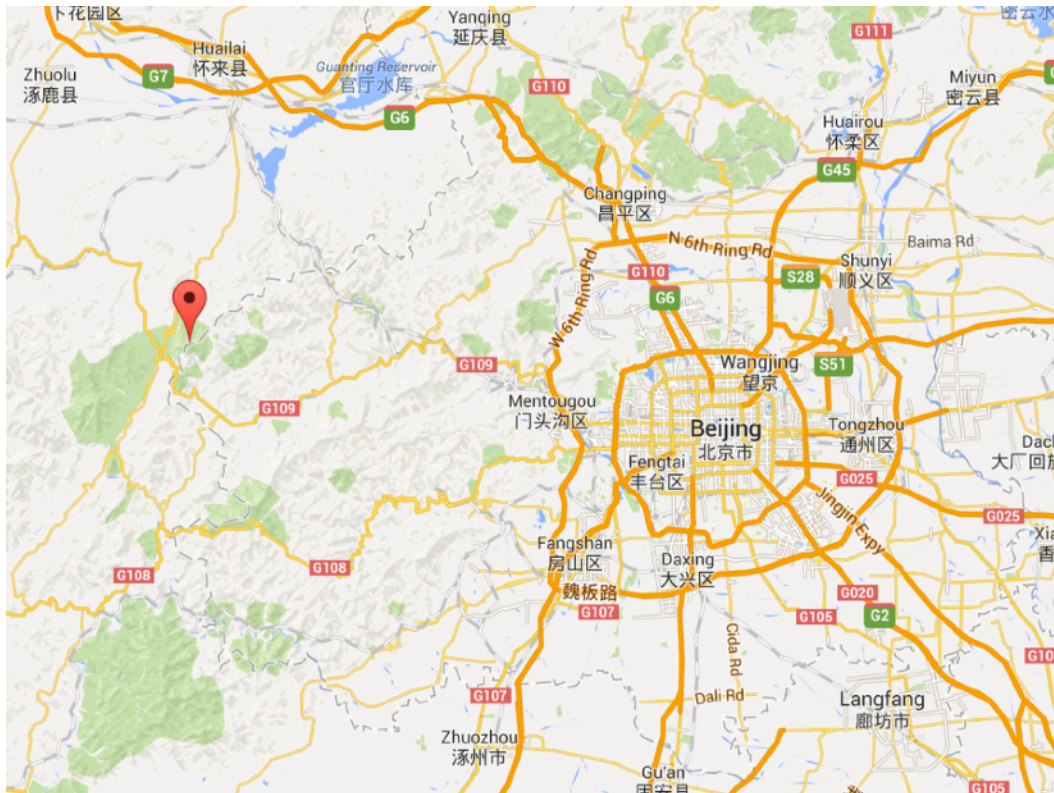 下花园区
Yanqing
延庆县
G111
Huailai
怀来县
Guanting Reservoir
官厅水库
Zhuolu
涿鹿县
G7
G110
Miyun
密云县
G6
Huairou
怀柔区
G45
Changping
昌平区
N 6th Ring Rd
Baima Rd
G110
Shunyi
顺义区
S28
G6
W 6th Ring Rd
G109
Wangjing
望京
S51
G109
Mentougou
门头沟区
Beijing
北京市
Tongzhou
通州区
Fengtai
丰台区
G025
Jingjin Expy
G025
Fangshan
房山区
Daxing
大兴区
G108
G108
魏板路
G107
G020
G105
G2
Cida Rd
G107
Dali Rd
Langfang
廊坊市
Zhuozhou
涿州市
Gu'an
G105